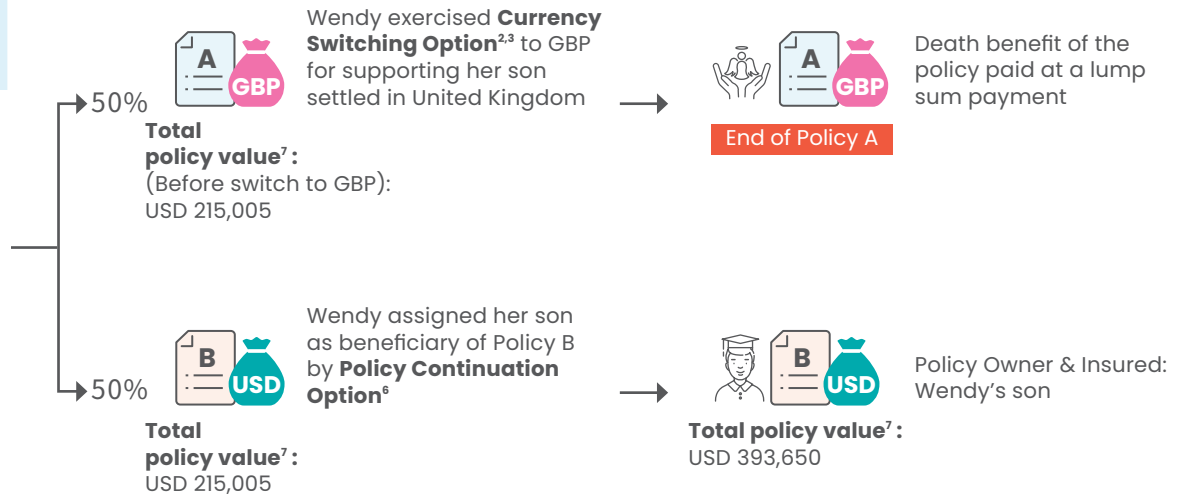 50%
A
GBP
Total
policy value⁷ :
(Before switch to GBP):
USD 215,005
Wendy exercised Currency
Switching Option²,³ to GBP
for supporting her son
settled in United Kingdom
A
GBP
End of Policy A
Death benefit of the
policy paid at a lump
sum payment
50%
B
USD
Total
policy value⁷ :
USD 215,005
Wendy assigned her son
as beneficiary of Policy B
by Policy Continuation
Option⁶
B
USD
Total policy value⁷ :
USD 393,650
Policy Owner & Insured:
Wendy’s son